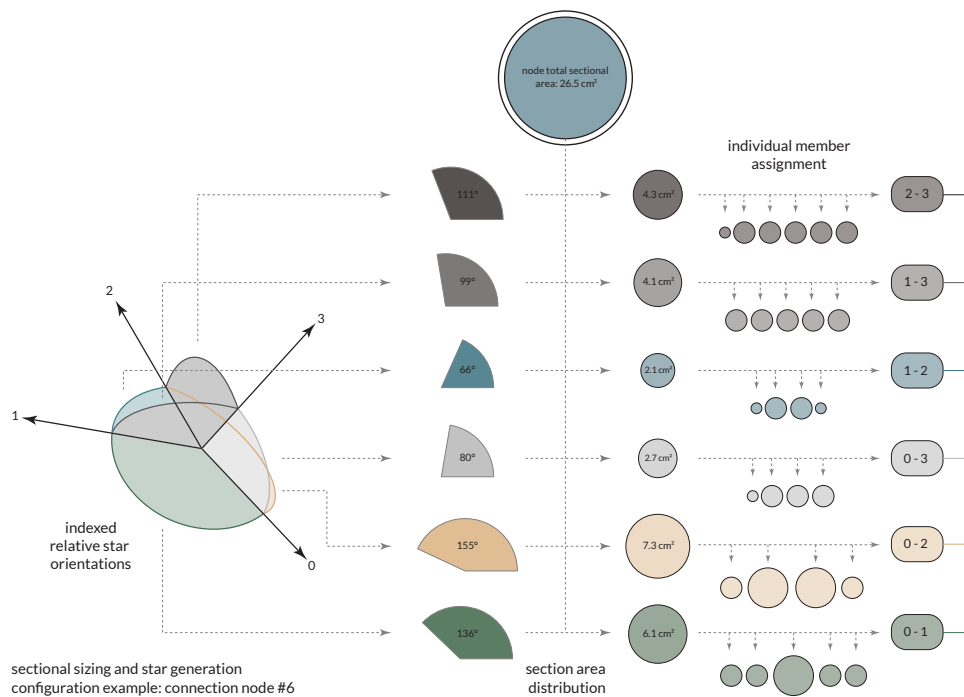 node total sectional
area: 26.5 cm²
individual member
assignment
111°
4.3 cm²
2 - 3
99°
4.1 cm²
1 - 3
2
3
66°
2.1 cm²
1 - 2
1
80°
2.7 cm²
0 - 3
indexed
relative star
orientations
0
155°
7.3 cm²
0 - 2
136°
6.1 cm²
0 - 1
sectional sizing and star generation
configuration example: connection node #6
section area
distribution